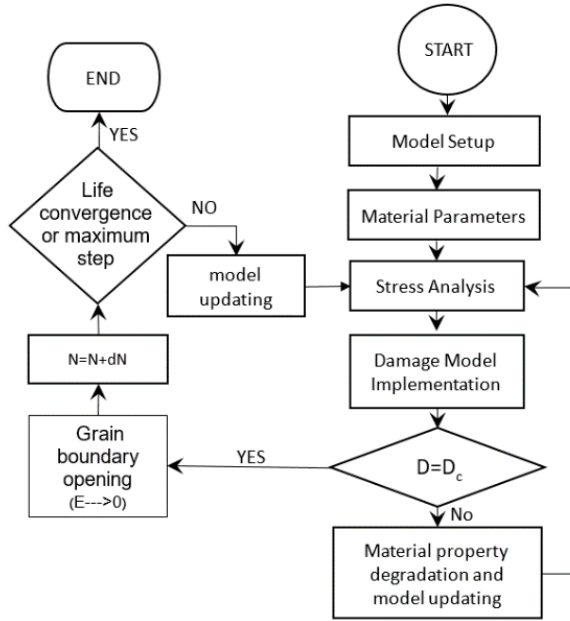 START
Model Setup
Material Parameters
Stress Analysis
Damage Model
Implementation
D=D_c
No
Material property
degradation and
model updating
YES
Grain
boundary
opening
(E--->0)
N=N+dN
Life
convergence
or maximum
step
NO
model
updating
YES
END